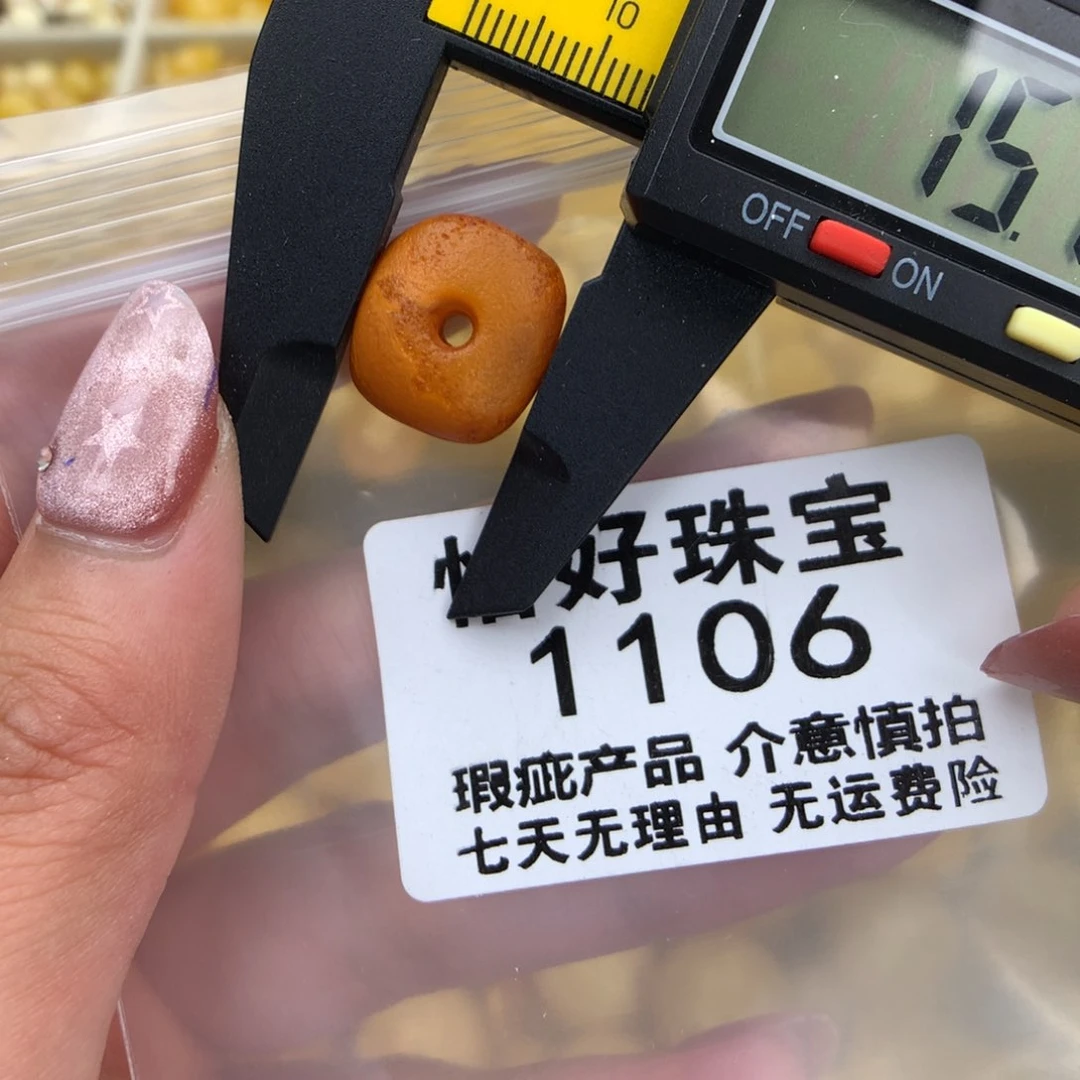 10
15.
OFF
ON
好珠宝
1106
瑕疵产品 介意慎拍
七天无理由 无运费险